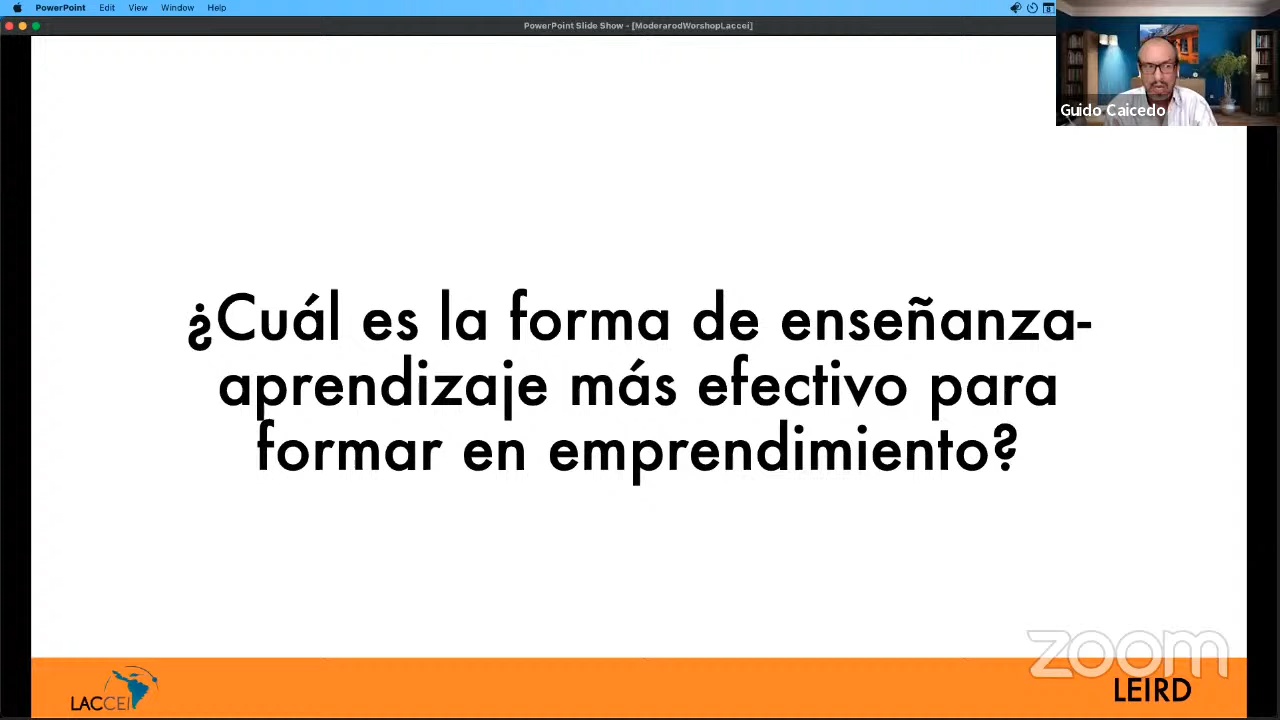 PowerPoint Edit View Window Help
PowerPoint Slide Show - [ModerarodWorshopLaccei]
Guido Caicedo
¿Cuál es la forma de enseñanza-
aprendizaje más efectivo para
formar en emprendimiento?
zoom
LACCEI
LEIRD